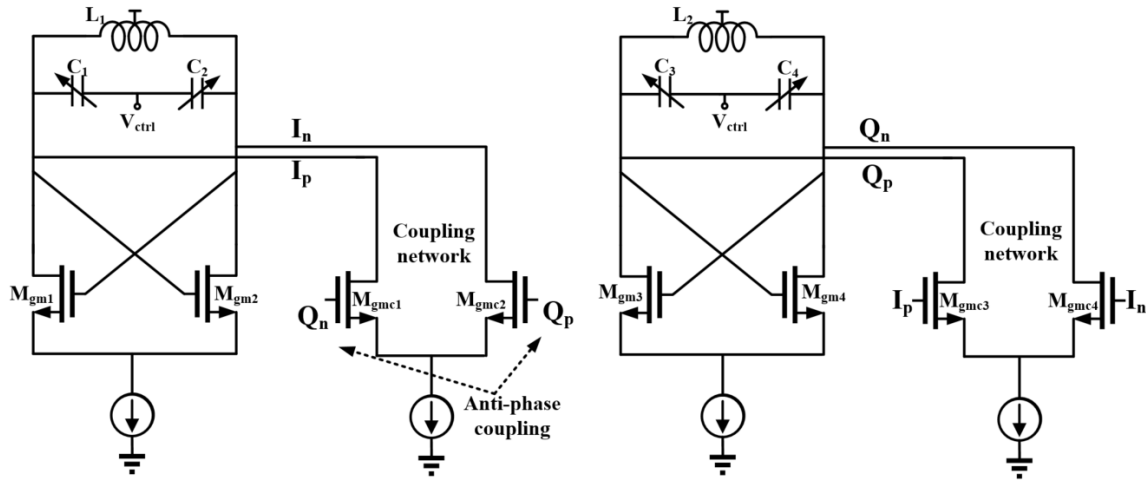 L1
L2
C1
C2
C3
C4
Vctrl
Vctrl
In
Ip
Qn
Qp
Coupling
network
Coupling
network
Mgm1
Mgm2
Mgmc1
Mgmc2
Mgm3
Mgm4
Mgmc3
Mgmc4
Qn
Qp
Ip
In
Anti-phase
coupling